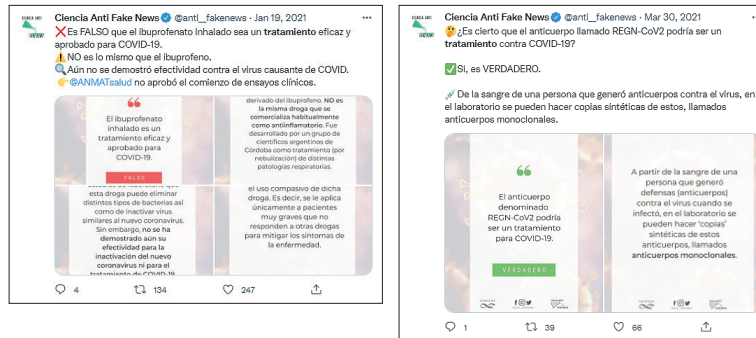 CIENCIA ANTI
Ciencia Anti Fake News @anti__fakenews · Jan 19, 2021
❌Es FALSO que el ibuprofenato inhalado sea un tratamiento eficaz y
aprobado para COVID-19.
⚠️NO es lo mismo que el ibuprofeno.
🔍Aún no se demostró efectividad contra el virus causante de COVID.
👉@ANMATsalud no aprobó el comienzo de ensayos clínicos.
El ibuprofenato
inhalado es un
tratamiento eficaz y
aprobado para
COVID-19.
FALSO
derivado del ibuprofeno. NO es
la misma droga que se
comercializa habitualmente
como antiinflamatorio. Fue
desarrollado por un grupo de
científicos argentinos de
Córdoba como tratamiento (por
nebulización) de distintas
patologías respiratorias.
esta droga puede eliminar
distintos tipos de bacterias así
como de inactivar virus
similares al nuevo coronavirus.
Sin embargo, no se ha
demostrado aún su
efectividad para la
inactivación del nuevo
coronavirus ni para el
tratamiento de COVID-19
el uso compasivo de dicha
droga. Es decir, se le aplica
únicamente a pacientes
muy graves que no
responden a otras drogas
para mitigar los síntomas de
la enfermedad.
4 134 247
CIENCIA ANTI
Ciencia Anti Fake News @anti__fakenews · Mar 30, 2021
🤔¿Es cierto que el anticuerpo llamado REGN-CoV2 podría ser un
tratamiento contra COVID-19?
✅Si, es VERDADERO.
💉De la sangre de una persona que generó anticuerpos contra el virus, en
el laboratorio se pueden hacer copias sintéticas de estos, llamados
anticuerpos monoclonales.
El anticuerpo
denominado
REGN-CoV2 podría
ser un tratamiento
para COVID-19.
VERDADERO
A partir de la sangre de una
persona que generó
defensas (anticuerpos)
contra el virus cuando se
infectó, en el laboratorio se
pueden hacer 'copias'
sintéticas de estos
anticuerpos, llamados
anticuerpos monoclonales.
1 39 66